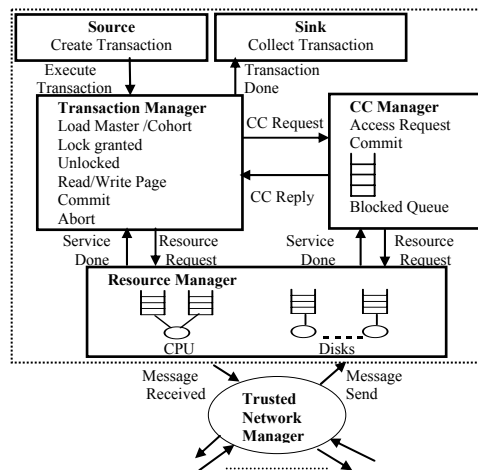 Source
Create Transaction
Sink
Collect Transaction
Execute
Transaction
Transaction
Done
Transaction Manager
Load Master /Cohort
Lock granted
Unlocked
Read/Write Page
Commit
Abort
CC Request
CC Reply
CC Manager
Access Request
Commit
Blocked Queue
Service
Done
Resource
Request
Service
Done
Resource
Request
Resource Manager
CPU
Disks
Message
Received
Message
Send
Trusted
Network
Manager